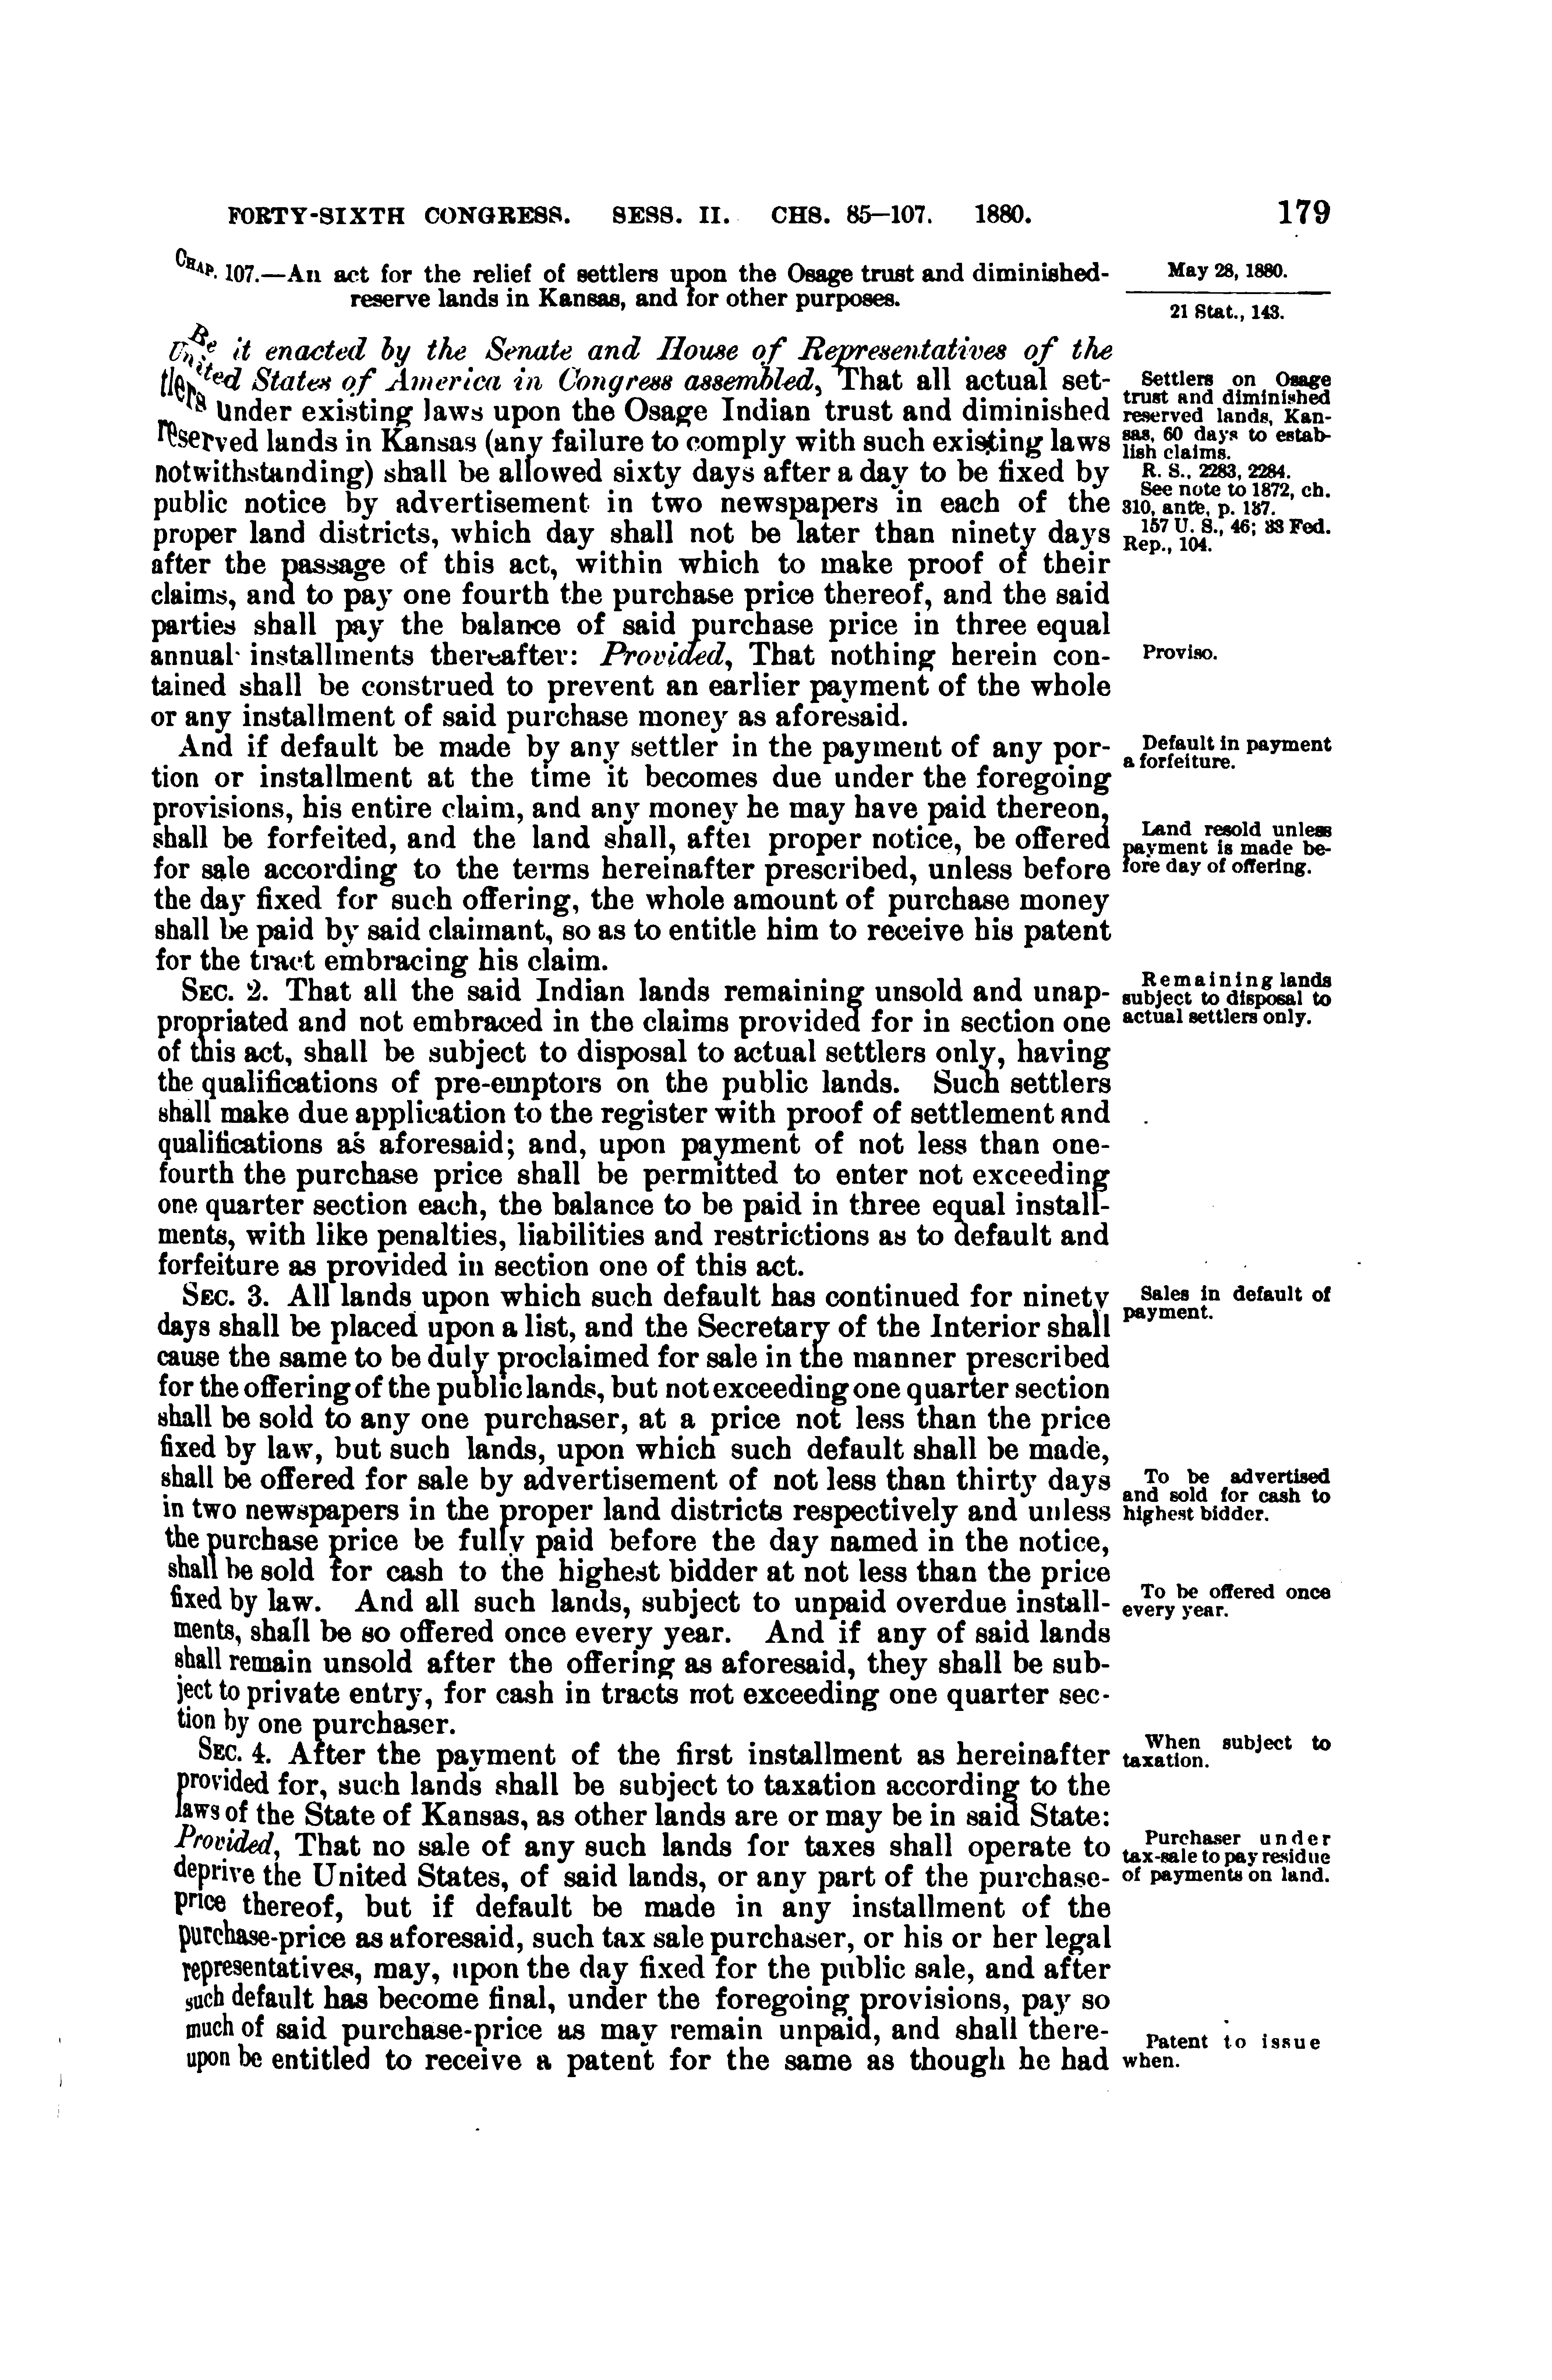 FORTY-SIXTH CONGRESS. SESS. II. CHS. 85–107. 1880. 179
CHAP. 107.—An act for the relief of settlers upon the Osage trust and diminished-
reserve lands in Kansas, and for other purposes.
May 28, 1880.
21 Stat., 143.
Be it enacted by the Senate and House of Representatives of the
United States of America in Congress assembled, That all actual set-
tlers under existing laws upon the Osage Indian trust and diminished
reserved lands in Kansas (any failure to comply with such existing laws
notwithstanding) shall be allowed sixty days after a day to be fixed by
public notice by advertisement in two newspapers in each of the
proper land districts, which day shall not be later than ninety days
after the passage of this act, within which to make proof of their
claims, and to pay one fourth the purchase price thereof, and the said
parties shall pay the balance of said purchase price in three equal
annual installments thereafter: Provided, That nothing herein con-
tained shall be construed to prevent an earlier payment of the whole
or any installment of said purchase money as aforesaid.
Settlers on Osage
trust and diminished
reserved lands, Kan-
sas, 60 days to estab-
lish claims.
R. S., 2283, 2284.
See note to 1872, ch.
310, ante, p. 137.
157 U. S., 46; 33 Fed.
Rep., 104.
Proviso.
And if default be made by any settler in the payment of any por-
tion or installment at the time it becomes due under the foregoing
provisions, his entire claim, and any money he may have paid thereon,
shall be forfeited, and the land shall, after proper notice, be offered
for sale according to the terms hereinafter prescribed, unless before
the day fixed for such offering, the whole amount of purchase money
shall be paid by said claimant, so as to entitle him to receive his patent
for the tract embracing his claim.
Default in payment
a forfeiture.
Land resold unless
payment is made be-
fore day of offering.
SEC. 2. That all the said Indian lands remaining unsold and unap-
propriated and not embraced in the claims provided for in section one
of this act, shall be subject to disposal to actual settlers only, having
the qualifications of pre-emptors on the public lands. Such settlers
shall make due application to the register with proof of settlement and
qualifications as aforesaid; and, upon payment of not less than one-
fourth the purchase price shall be permitted to enter not exceeding
one quarter section each, the balance to be paid in three equal install-
ments, with like penalties, liabilities and restrictions as to default and
forfeiture as provided in section one of this act.
Remaining lands
subject to disposal to
actual settlers only.
SEC. 3. All lands upon which such default has continued for ninety
days shall be placed upon a list, and the Secretary of the Interior shall
cause the same to be duly proclaimed for sale in the manner prescribed
for the offering of the public lands, but not exceeding one quarter section
shall be sold to any one purchaser, at a price not less than the price
fixed by law, but such lands, upon which such default shall be made,
shall be offered for sale by advertisement of not less than thirty days
in two newspapers in the proper land districts respectively and unless
the purchase price be fully paid before the day named in the notice,
shall be sold for cash to the highest bidder at not less than the price
fixed by law. And all such lands, subject to unpaid overdue install-
ments, shall be so offered once every year. And if any of said lands
shall remain unsold after the offering as aforesaid, they shall be sub-
ject to private entry, for cash in tracts not exceeding one quarter sec-
tion by one purchaser.
Sales in default of
payment.
To be advertised
and sold for cash to
highest bidder.
To be offered once
every year.
SEC. 4. After the payment of the first installment as hereinafter
provided for, such lands shall be subject to taxation according to the
laws of the State of Kansas, as other lands are or may be in said State:
Provided, That no sale of any such lands for taxes shall operate to
deprive the United States, of said lands, or any part of the purchase-
price thereof, but if default be made in any installment of the
purchase-price as aforesaid, such tax sale purchaser, or his or her legal
representatives, may, upon the day fixed for the public sale, and after
such default has become final, under the foregoing provisions, pay so
much of said purchase-price as may remain unpaid, and shall there-
upon be entitled to receive a patent for the same as though he had
When subject to
taxation.
Purchaser under
tax-sale to pay residue
of payments on land.
Patent to issue
when.